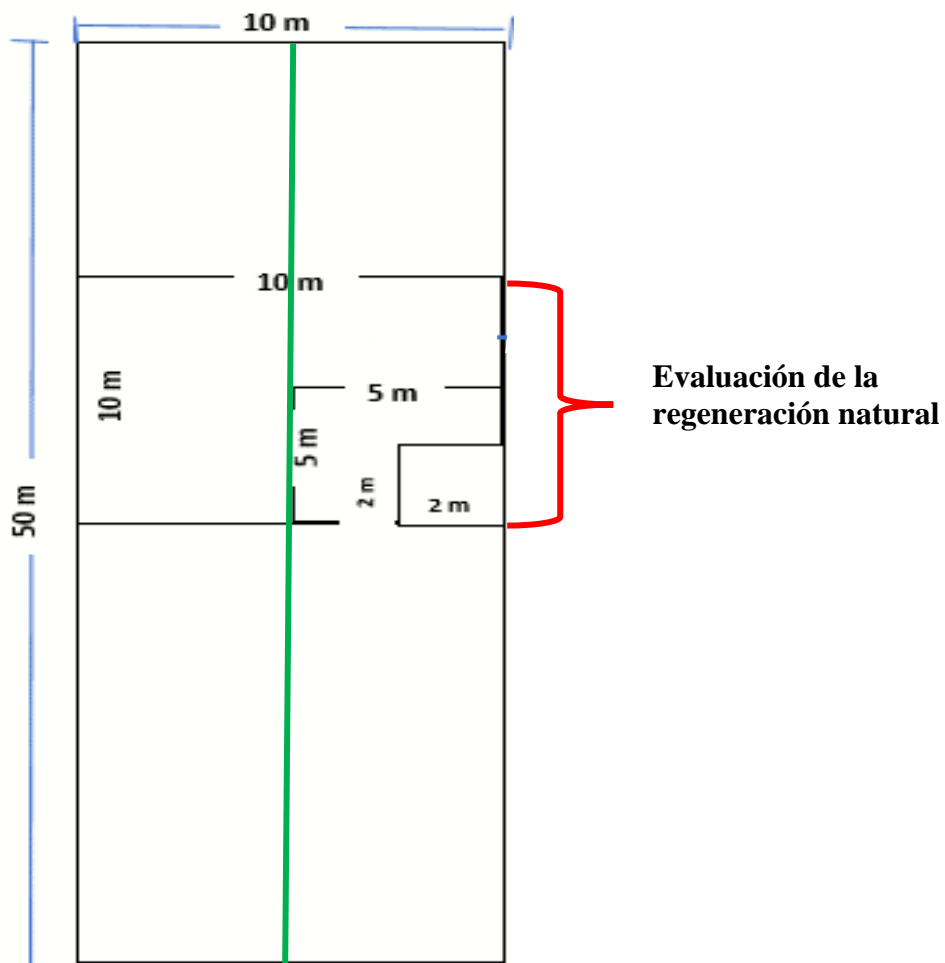 10 m
10 m
10 m
5 m
5 m
2 m
2 m
50 m
Evaluación de la
regeneración natural